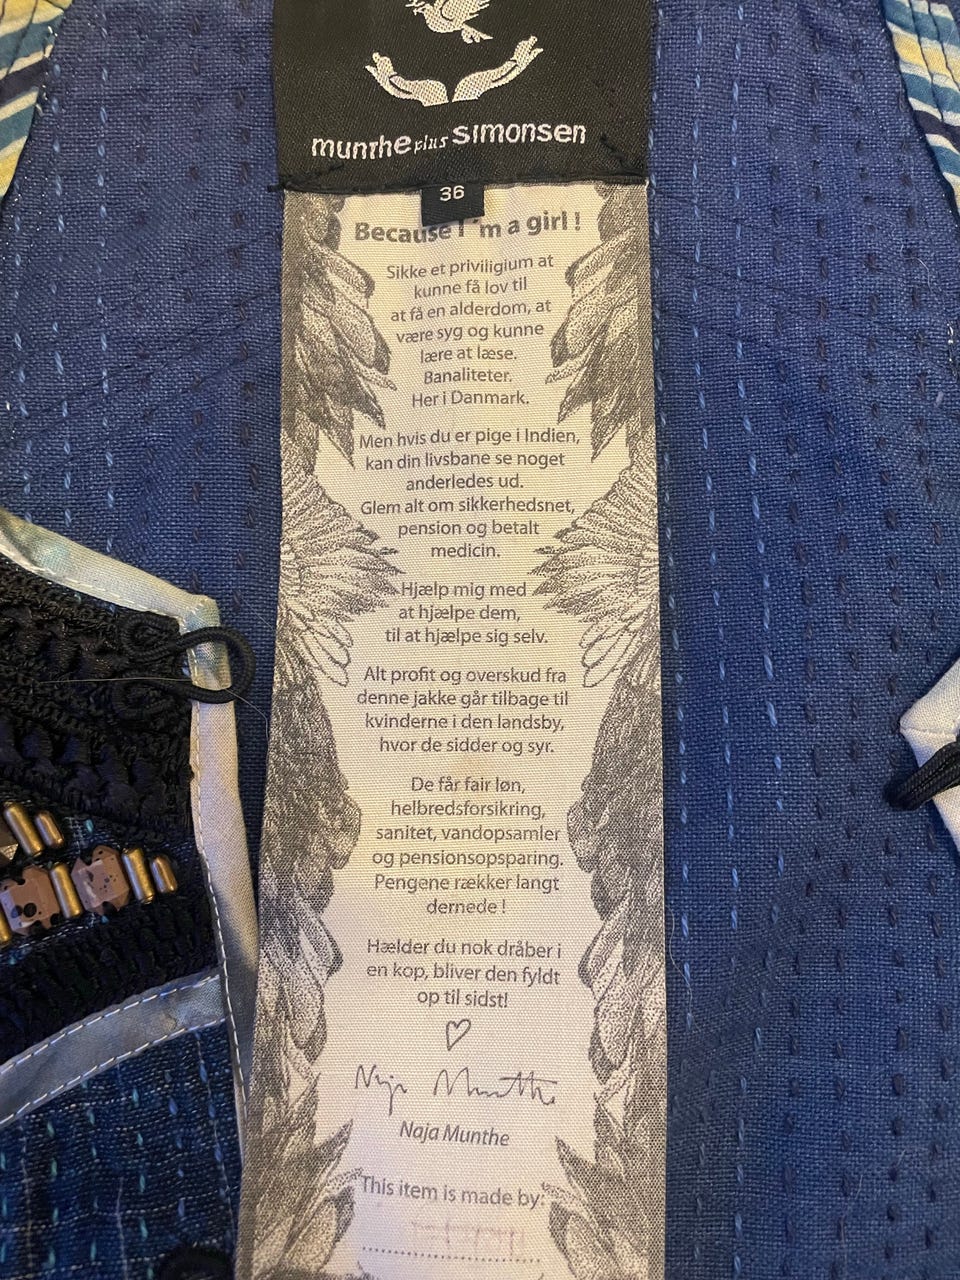 munthe plus simonsen
36
Because I´m a girl !
Sikke et priviligium at
kunne få lov til
at få en alderdom, at
være syg og kunne
lære at læse.
Banaliteter.
Her i Danmark.
Men hvis du er pige i Indien,
kan din livsbane se noget
anderledes ud.
Glem alt om sikkerhedsnet,
pension og betalt
medicin.
Hjælp mig med
at hjælpe dem,
til at hjælpe sig selv.
Alt profit og overskud fra
denne jakke går tilbage til
kvinderne i den landsby,
hvor de sidder og syr.
De får fair løn,
helbredsforsikring,
sanitet, vandopsamler
og pensionsopsparing.
Pengene rækker langt
dernede !
Hælder du nok dråber i
en kop, bliver den fyldt
op til sidst!
Naja Munthe
Naja Munthe
This item is made by: